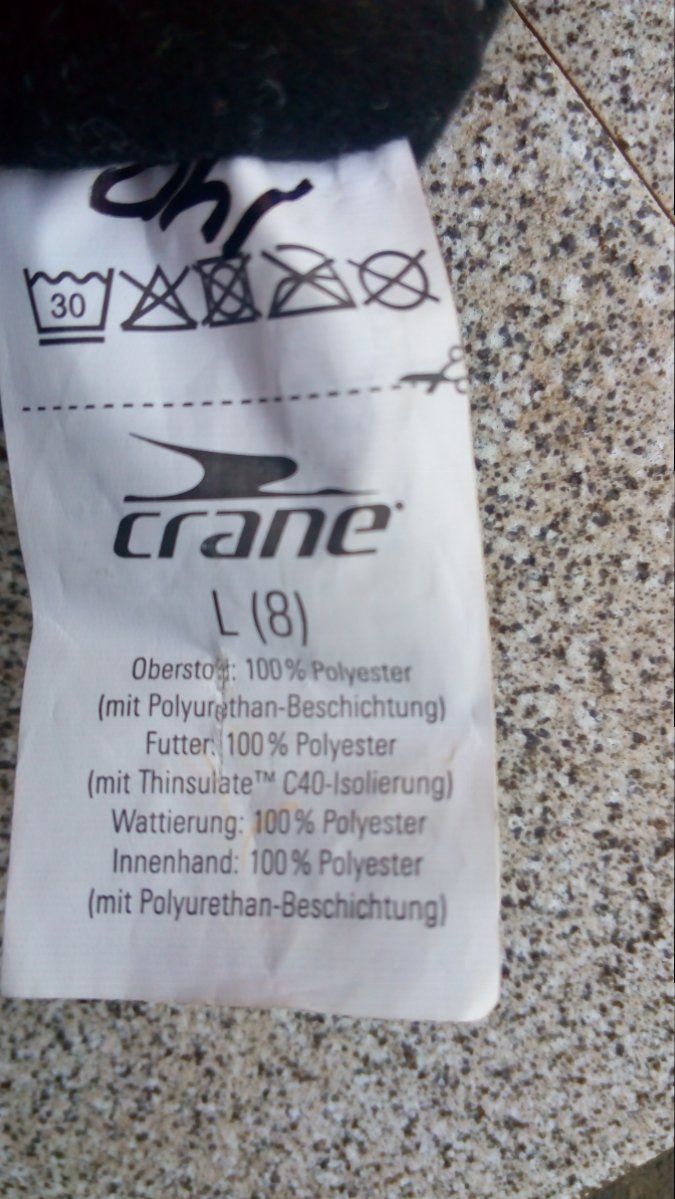 30
crane
L (8)
Oberstoff: 100% Polyester
(mit Polyurethan-Beschichtung)
Futter: 100% Polyester
(mit Thinsulate™ C40-Isolierung)
Wattierung: 100% Polyester
Innenhand: 100% Polyester
(mit Polyurethan-Beschichtung)